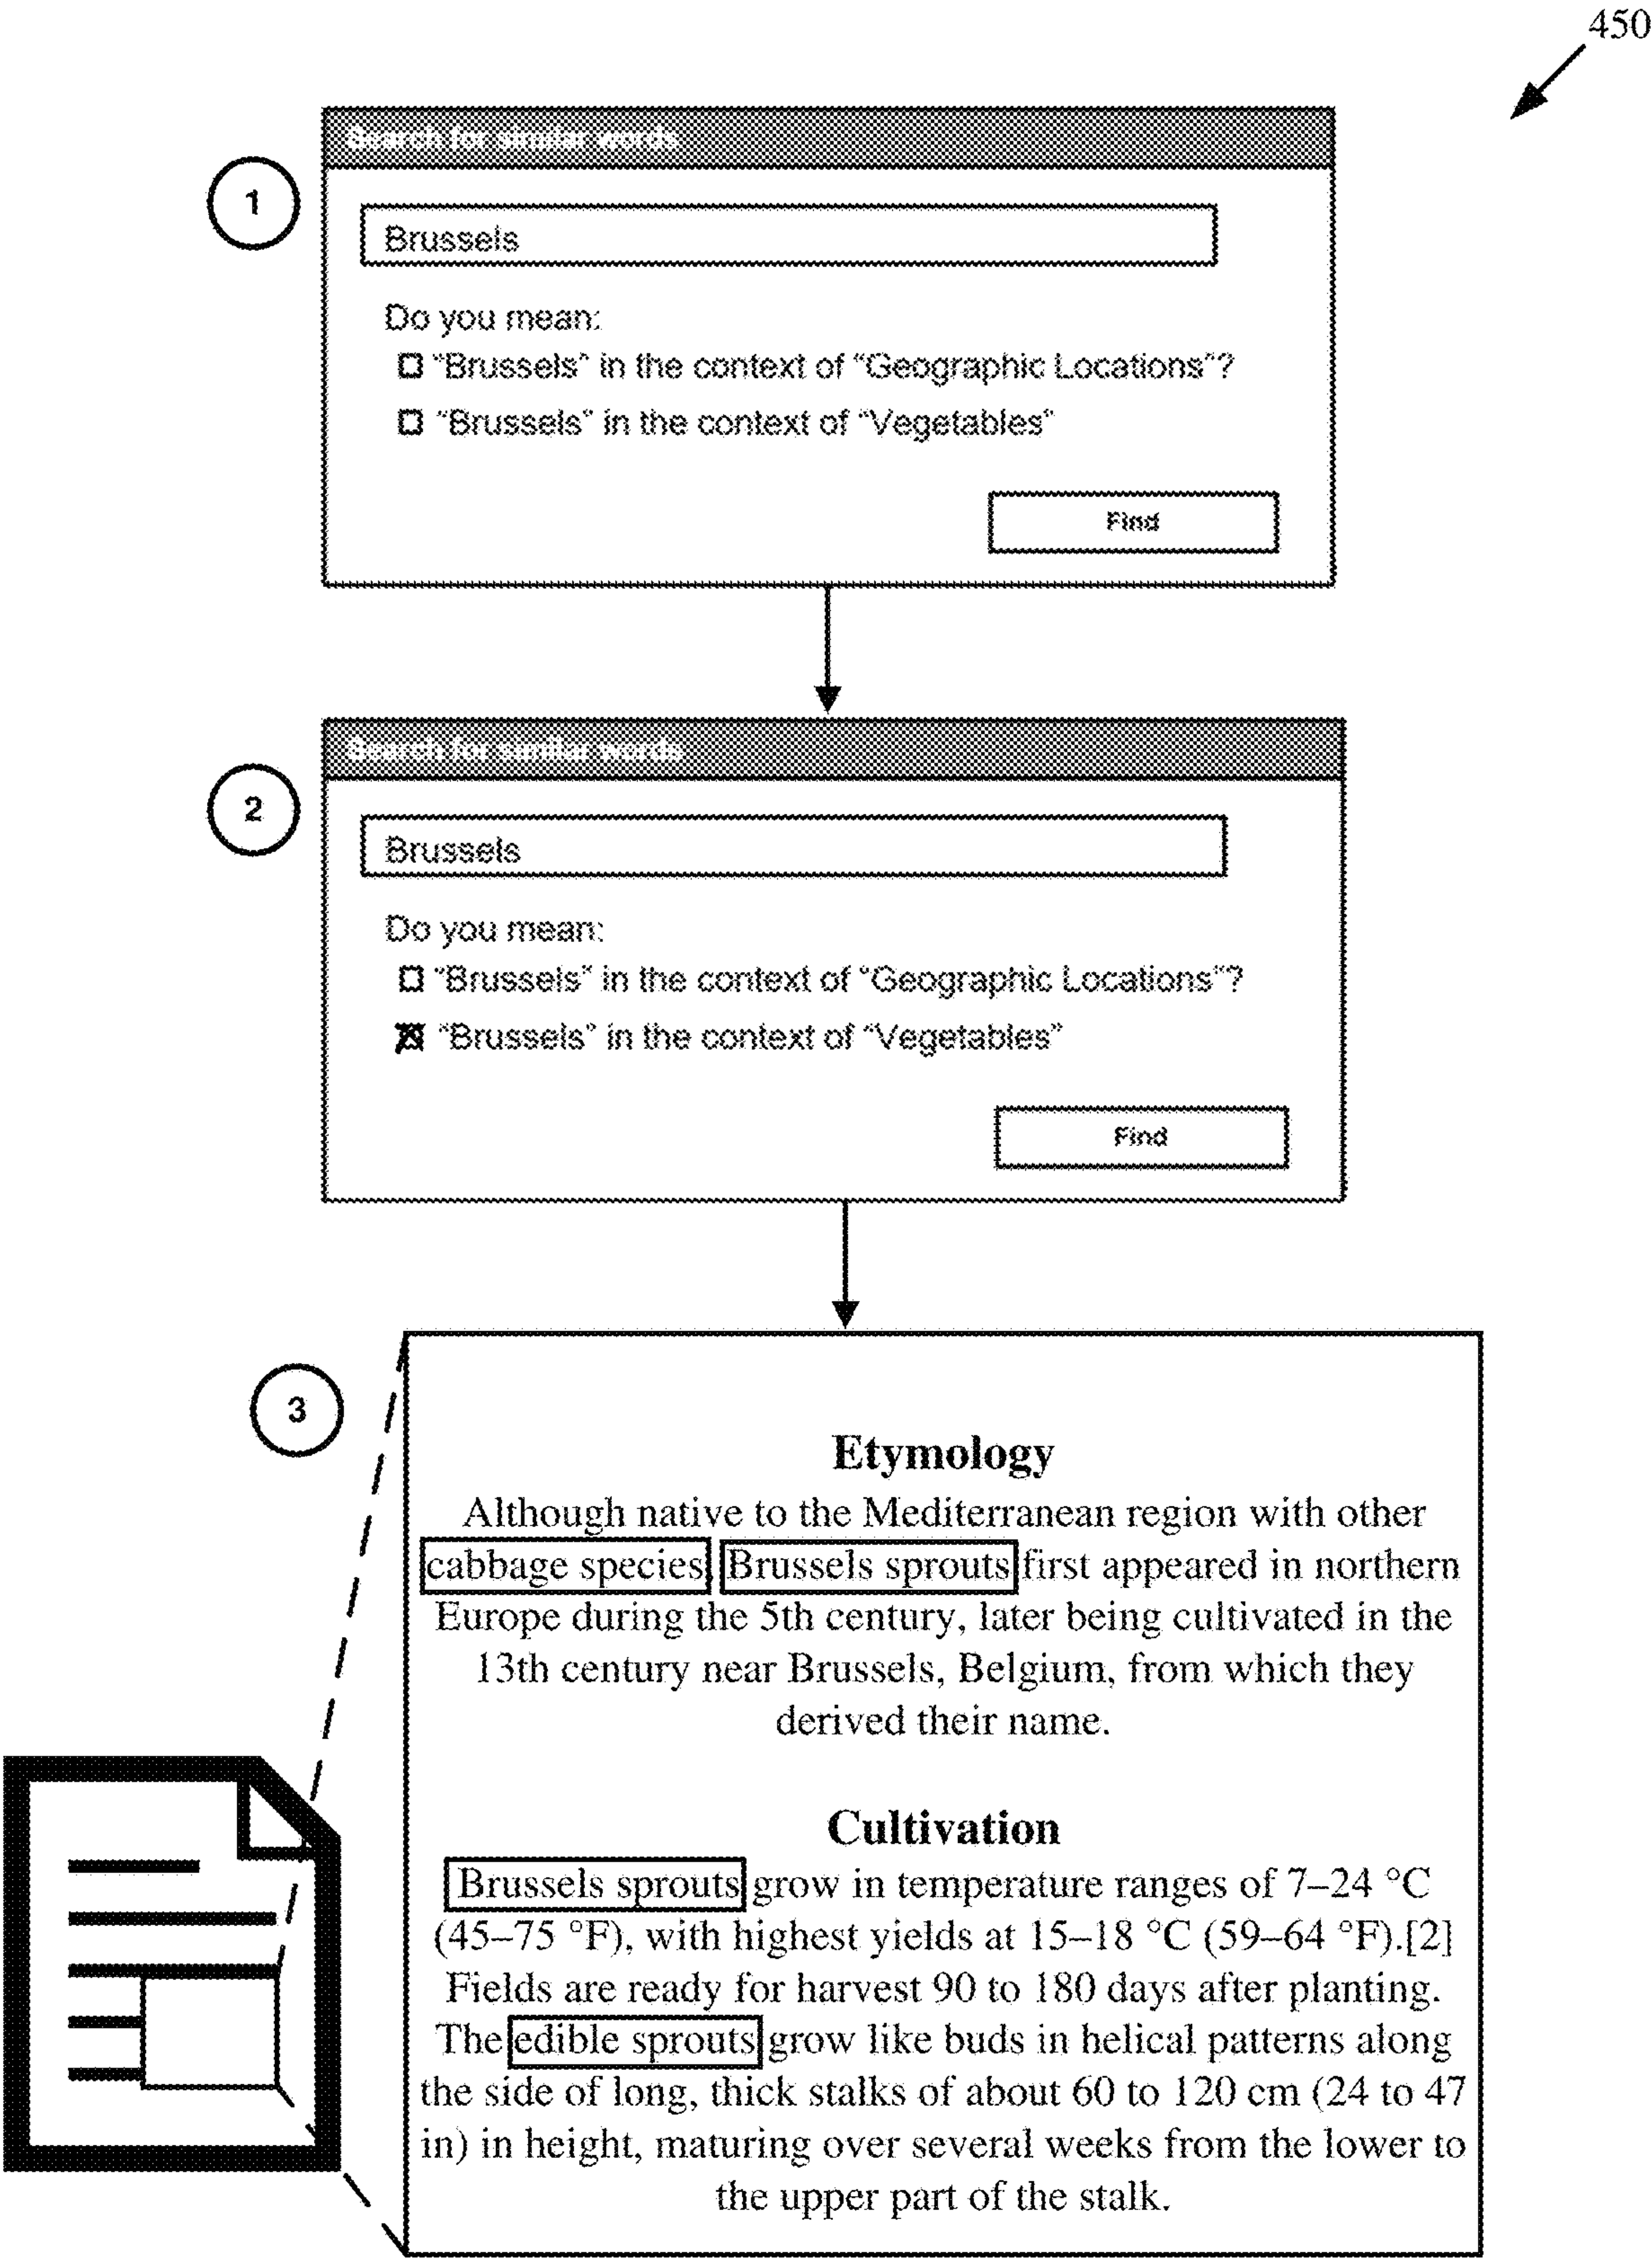 450
Search for similar words
1
Brussels
Do you mean:
“Brussels” in the context of “Geographic Locations”?
“Brussels” in the context of “Vegetables”
Find
Search for similar words
2
Brussels
Do you mean:
“Brussels” in the context of “Geographic Locations”?
“Brussels” in the context of “Vegetables”
Find
3
Etymology
Although native to the Mediterranean region with other
cabbage species, Brussels sprouts first appeared in northern
Europe during the 5th century, later being cultivated in the
13th century near Brussels, Belgium, from which they
derived their name.
Cultivation
Brussels sprouts grow in temperature ranges of 7–24 °C
(45–75 °F), with highest yields at 15–18 °C (59–64 °F).[2]
Fields are ready for harvest 90 to 180 days after planting.
The edible sprouts grow like buds in helical patterns along
the side of long, thick stalks of about 60 to 120 cm (24 to 47
in) in height, maturing over several weeks from the lower to
the upper part of the stalk.